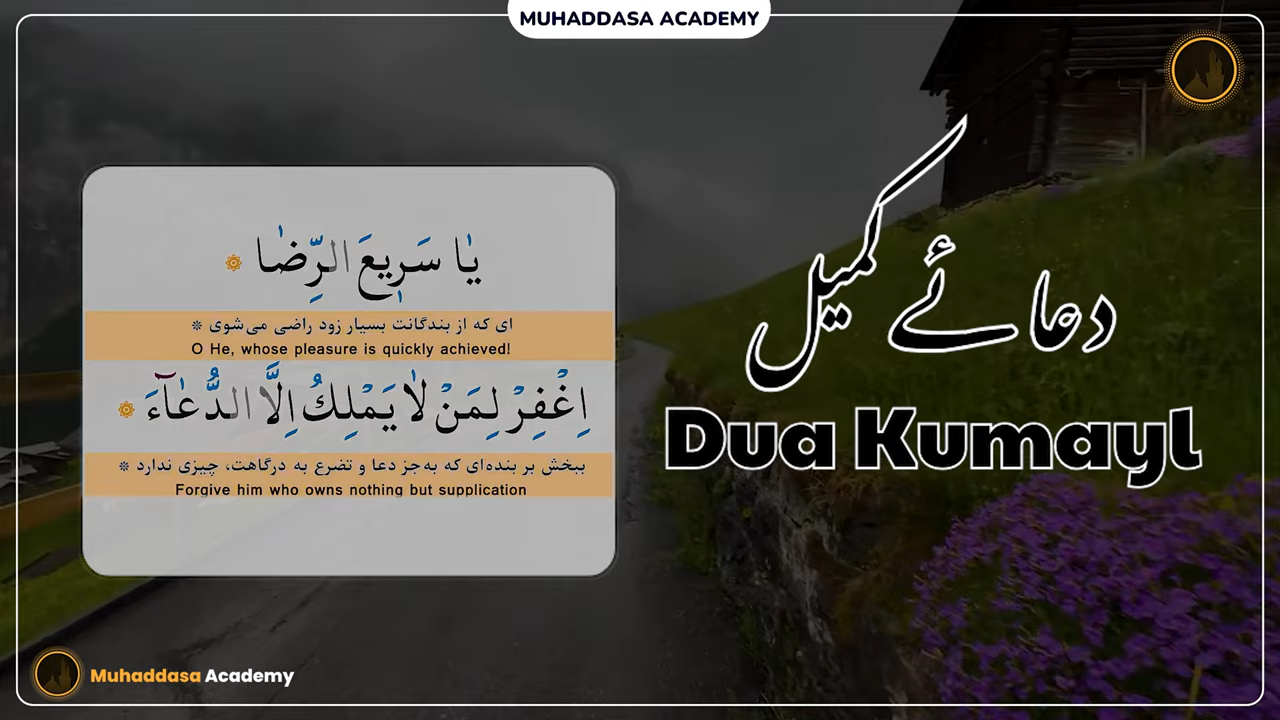 MUHADDASA ACADEMY
يٰا سَرٖيعَ الرِّضٰا
ای که از بندگانت بسیار زود راضی می‌شوی
O He, whose pleasure is quickly achieved!
اِغْفِرْ لِمَنْ لٰا يَمْلِكُ اِلَّا الدُّعٰآءَ
ببخش بر بنده‌ای که به‌جز دعا و تضرع به درگاهت، چیزی ندارد
Forgive him who owns nothing but supplication
دعائے کمیل
Dua Kumayl
Muhaddasa Academy